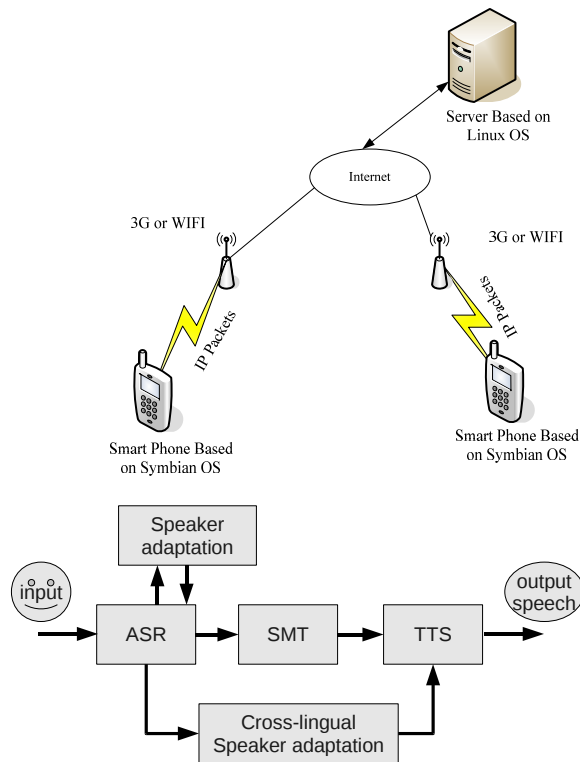 Server Based on
Linux OS
Internet
3G or WIFI
3G or WIFI
IP Packets
IP Packets
Smart Phone Based
on Symbian OS
Smart Phone Based
on Symbian OS
Speaker
adaptation
input
output
speech
ASR
SMT
TTS
Cross-lingual
Speaker adaptation